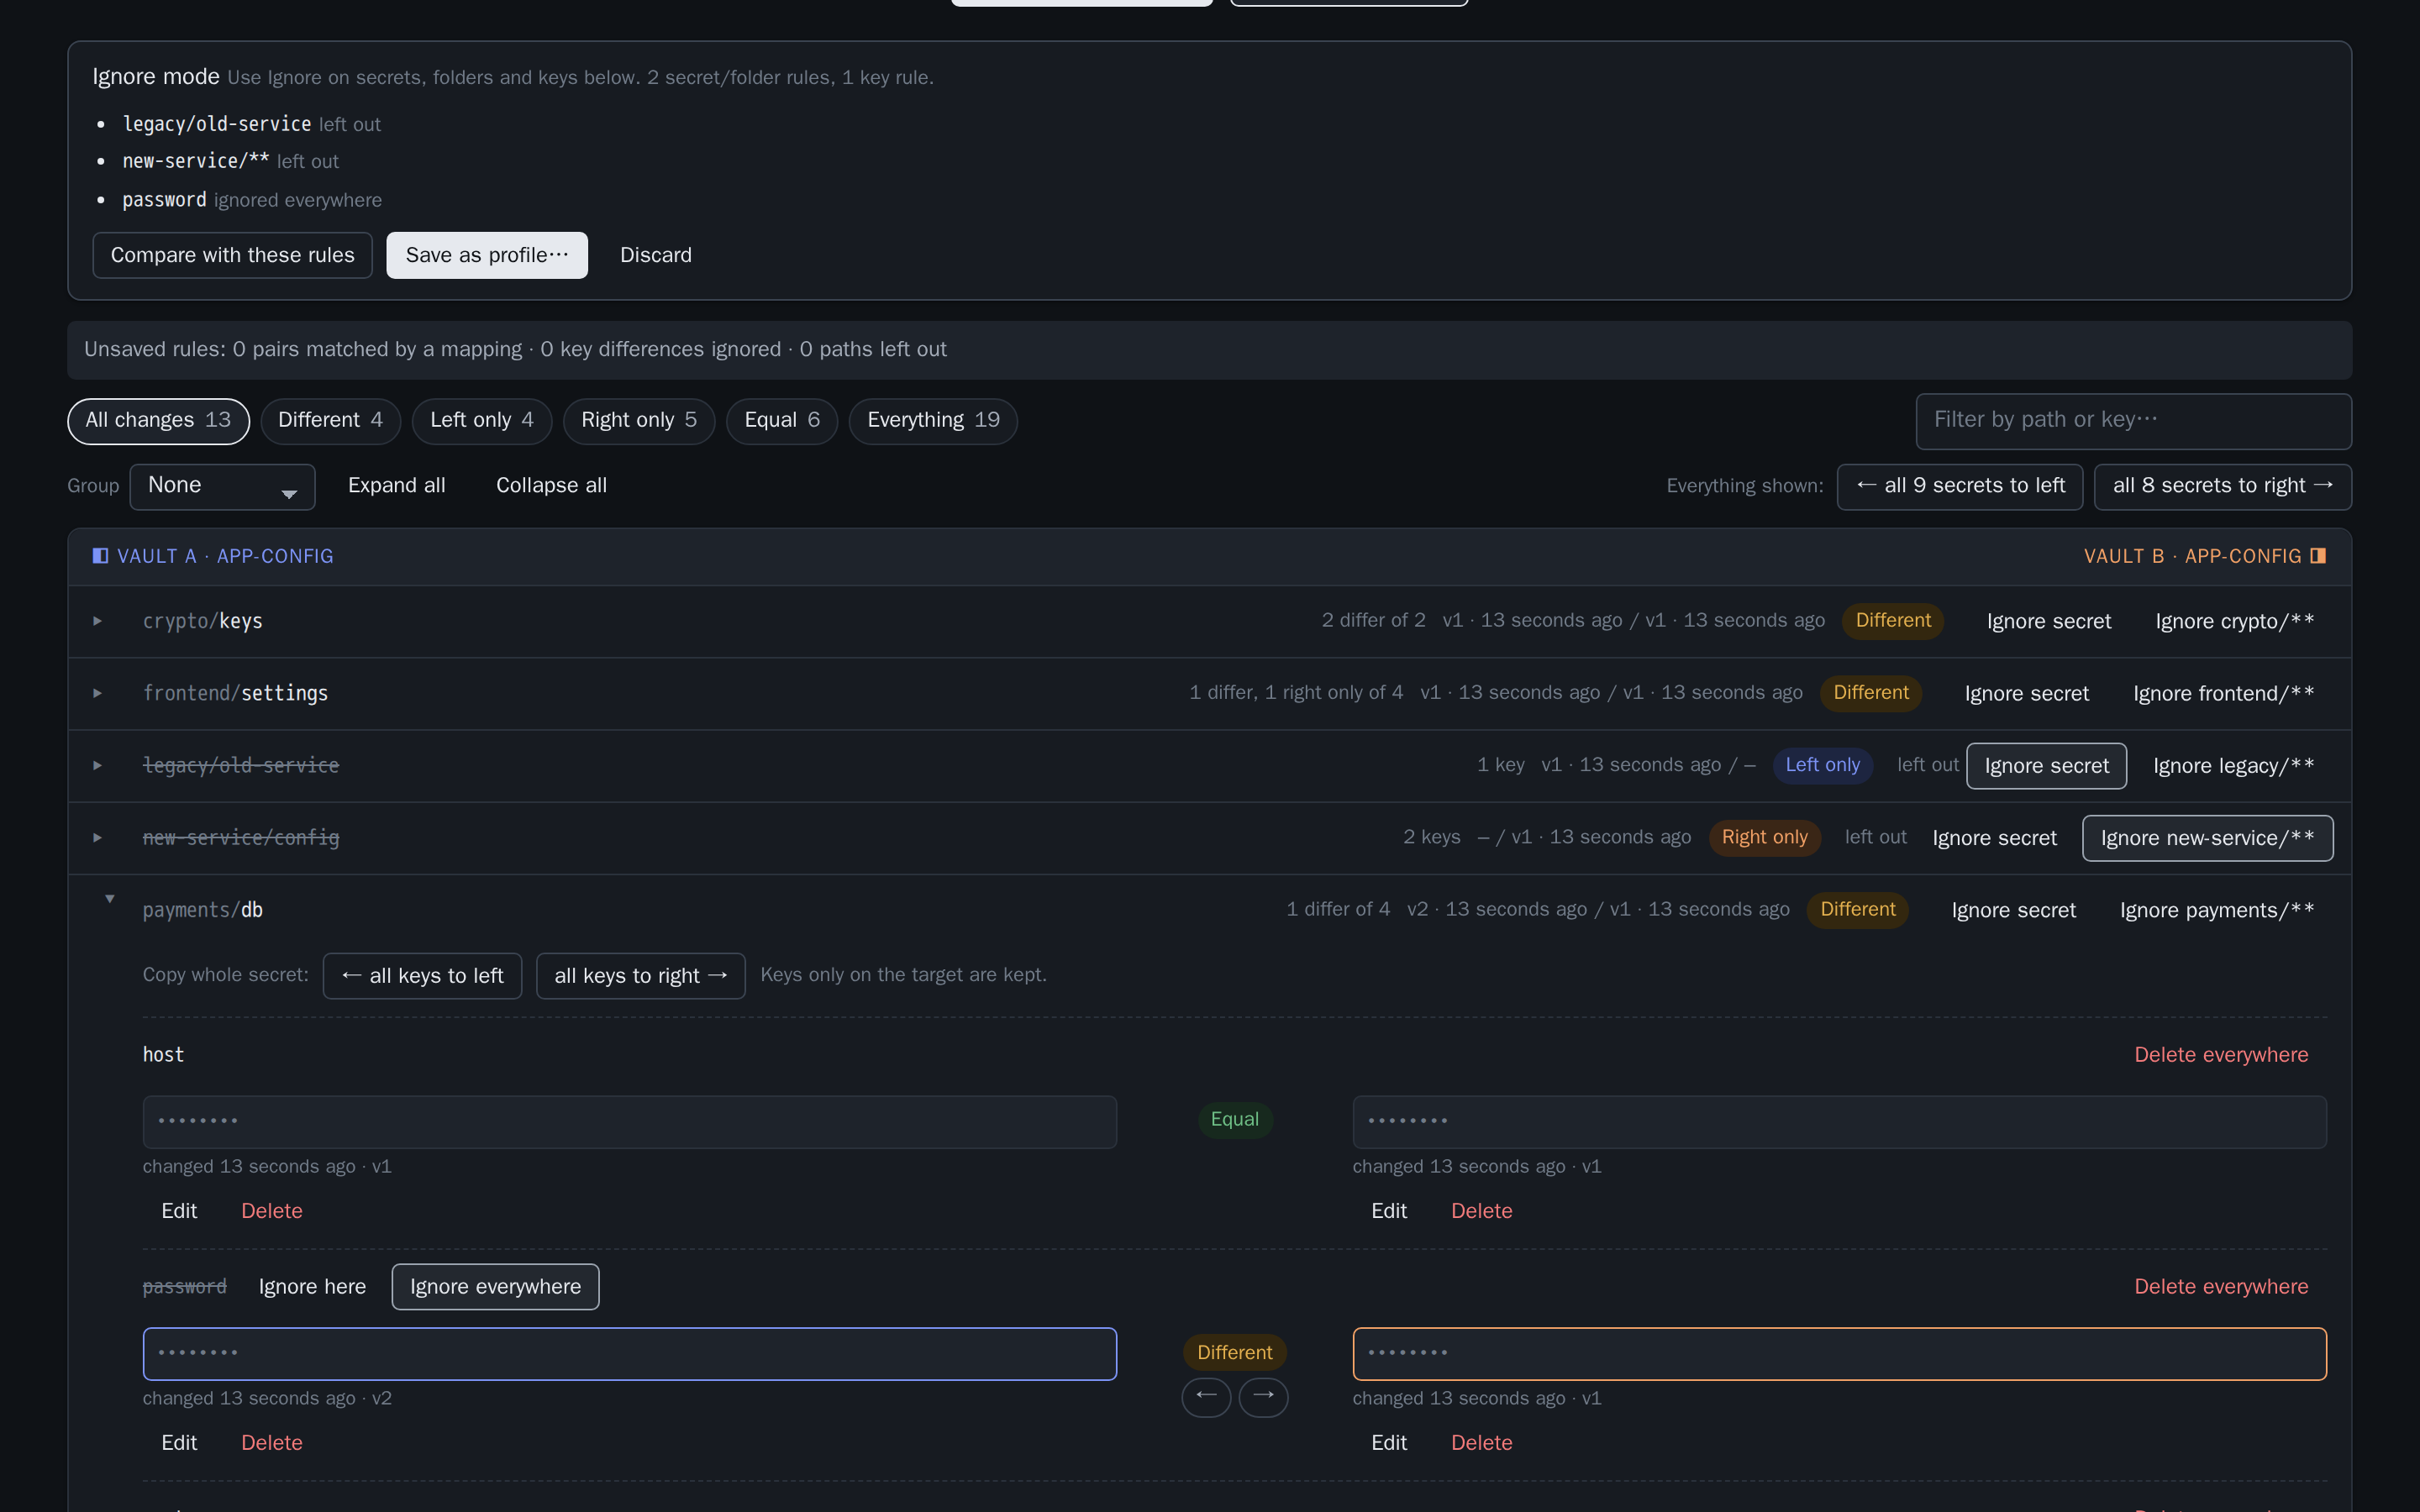 Ignore mode Use Ignore on secrets, folders and keys below. 2 secret/folder rules, 1 key rule.
• legacy/old-service left out
• new-service/** left out
• password ignored everywhere
Compare with these rules Save as profile… Discard
Unsaved rules: 0 pairs matched by a mapping · 0 key differences ignored · 0 paths left out
All changes 13 Different 4 Left only 4 Right only 5 Equal 6 Everything 19 Filter by path or key…
Group None Expand all Collapse all Everything shown: ← all 9 secrets to left all 8 secrets to right →
VAULT A · APP-CONFIG VAULT B · APP-CONFIG
crypto/keys 2 differ of 2 v1 · 13 seconds ago / v1 · 13 seconds ago Different Ignore secret Ignore crypto/**
frontend/settings 1 differ, 1 right only of 4 v1 · 13 seconds ago / v1 · 13 seconds ago Different Ignore secret Ignore frontend/**
legacy/old-service 1 key v1 · 13 seconds ago / – Left only left out Ignore secret Ignore legacy/**
new-service/config 2 keys – / v1 · 13 seconds ago Right only left out Ignore secret Ignore new-service/**
payments/db 1 differ of 4 v2 · 13 seconds ago / v1 · 13 seconds ago Different Ignore secret Ignore payments/**
Copy whole secret: ← all keys to left all keys to right → Keys only on the target are kept.
host Delete everywhere
•••••••• Equal ••••••••
changed 13 seconds ago · v1 changed 13 seconds ago · v1
Edit Delete Edit Delete
password Ignore here Ignore everywhere Delete everywhere
•••••••• Different ••••••••
changed 13 seconds ago · v2 ← → changed 13 seconds ago · v1
Edit Delete Edit Delete